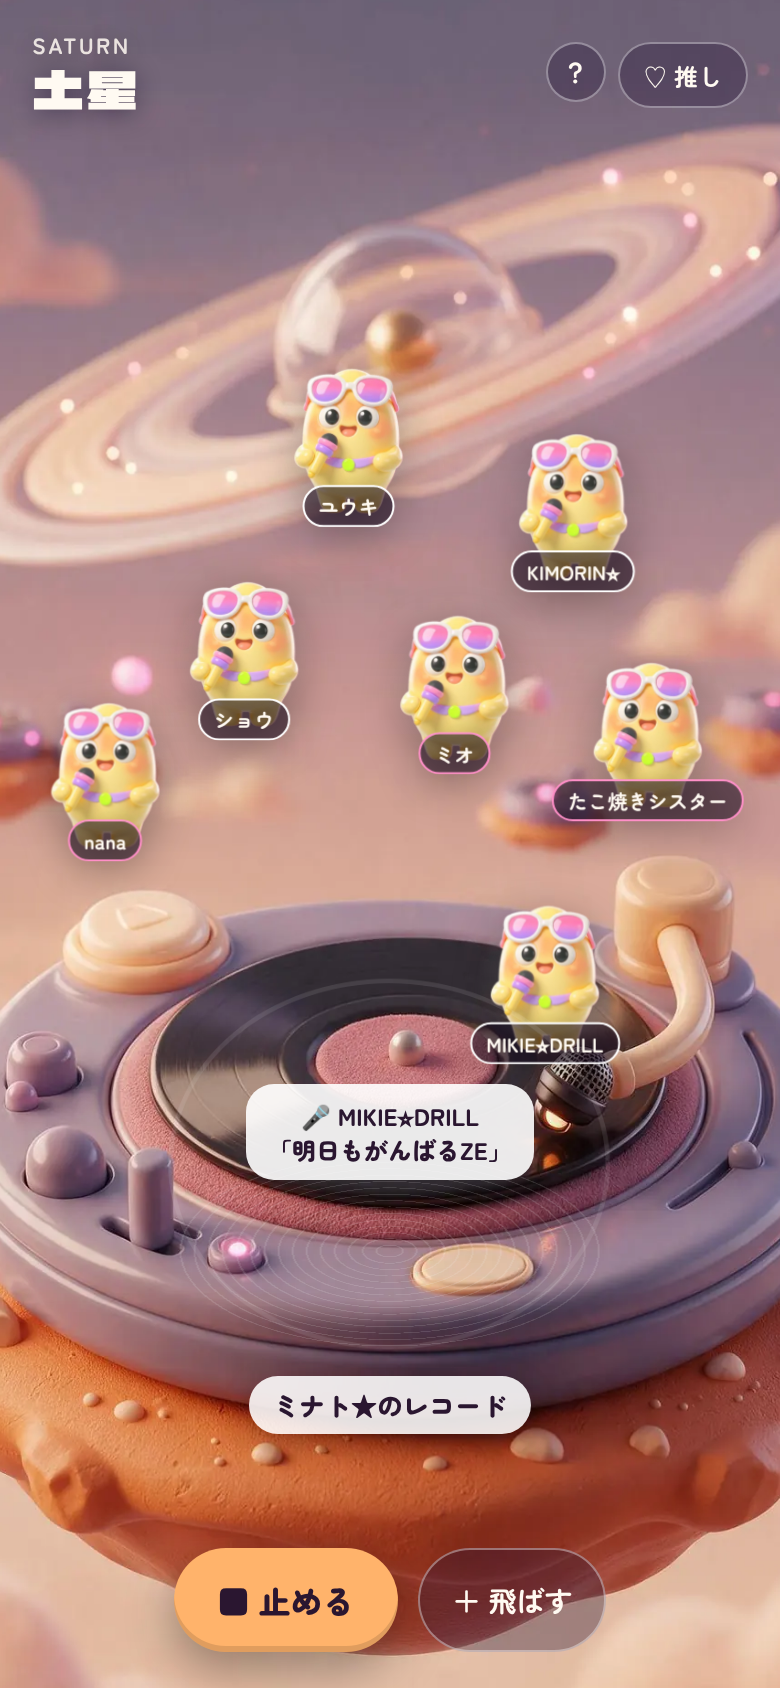 SATURN
土星
?
♡ 推し
ユウキ
KIMORIN★
ショウ
ミオ
たこ焼きシスター
nana
MIKIE★DRILL
🎤 MIKIE★DRILL
「明日もがんばるZE」
ミナト★のレコード
■ 止める
＋ 飛ばす